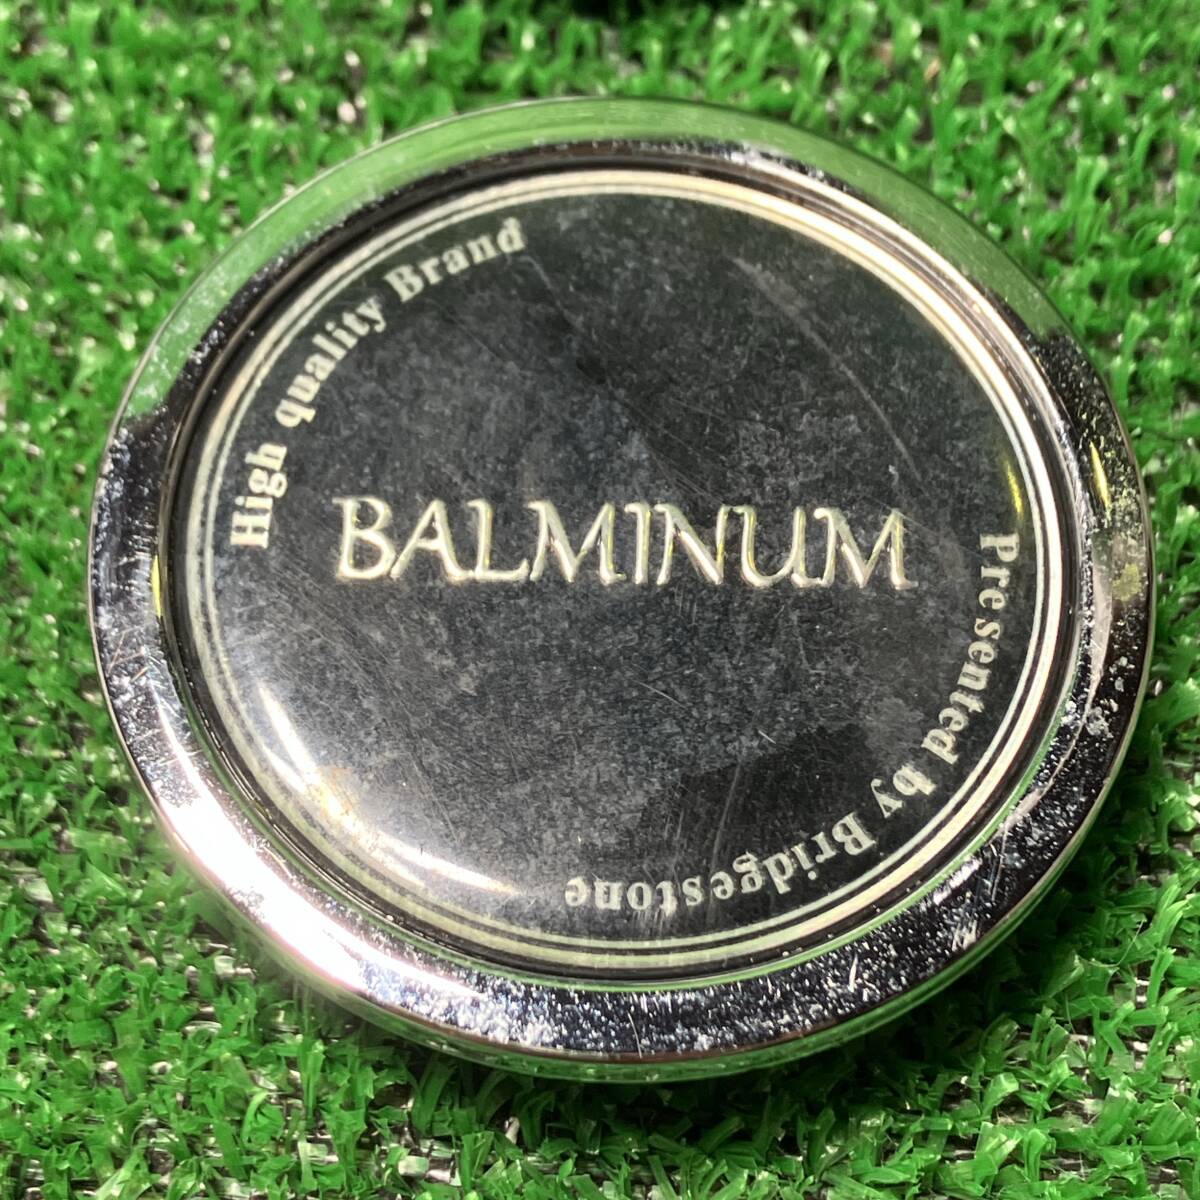 High quality Brand
BALMINUM
Presented by Bridgestone